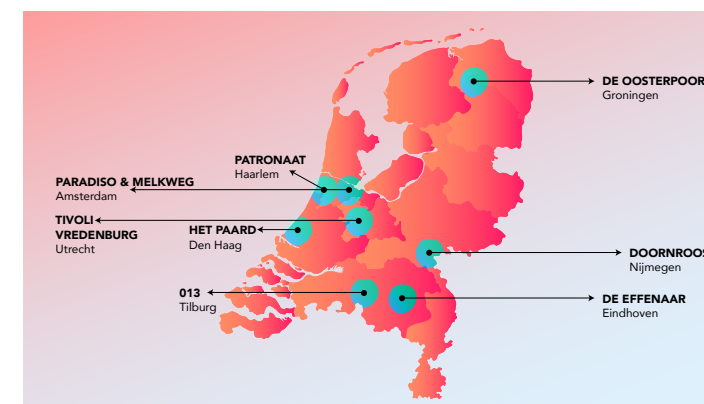 DE OOSTERPOOR
Groningen
PATRONAAT
Haarlem
PARADISO & MELKWEG
Amsterdam
TIVOLI
VREDENBURG
Utrecht
HET PAARD
Den Haag
DOORNROOS
Nijmegen
013
Tilburg
DE EFFENAAR
Eindhoven